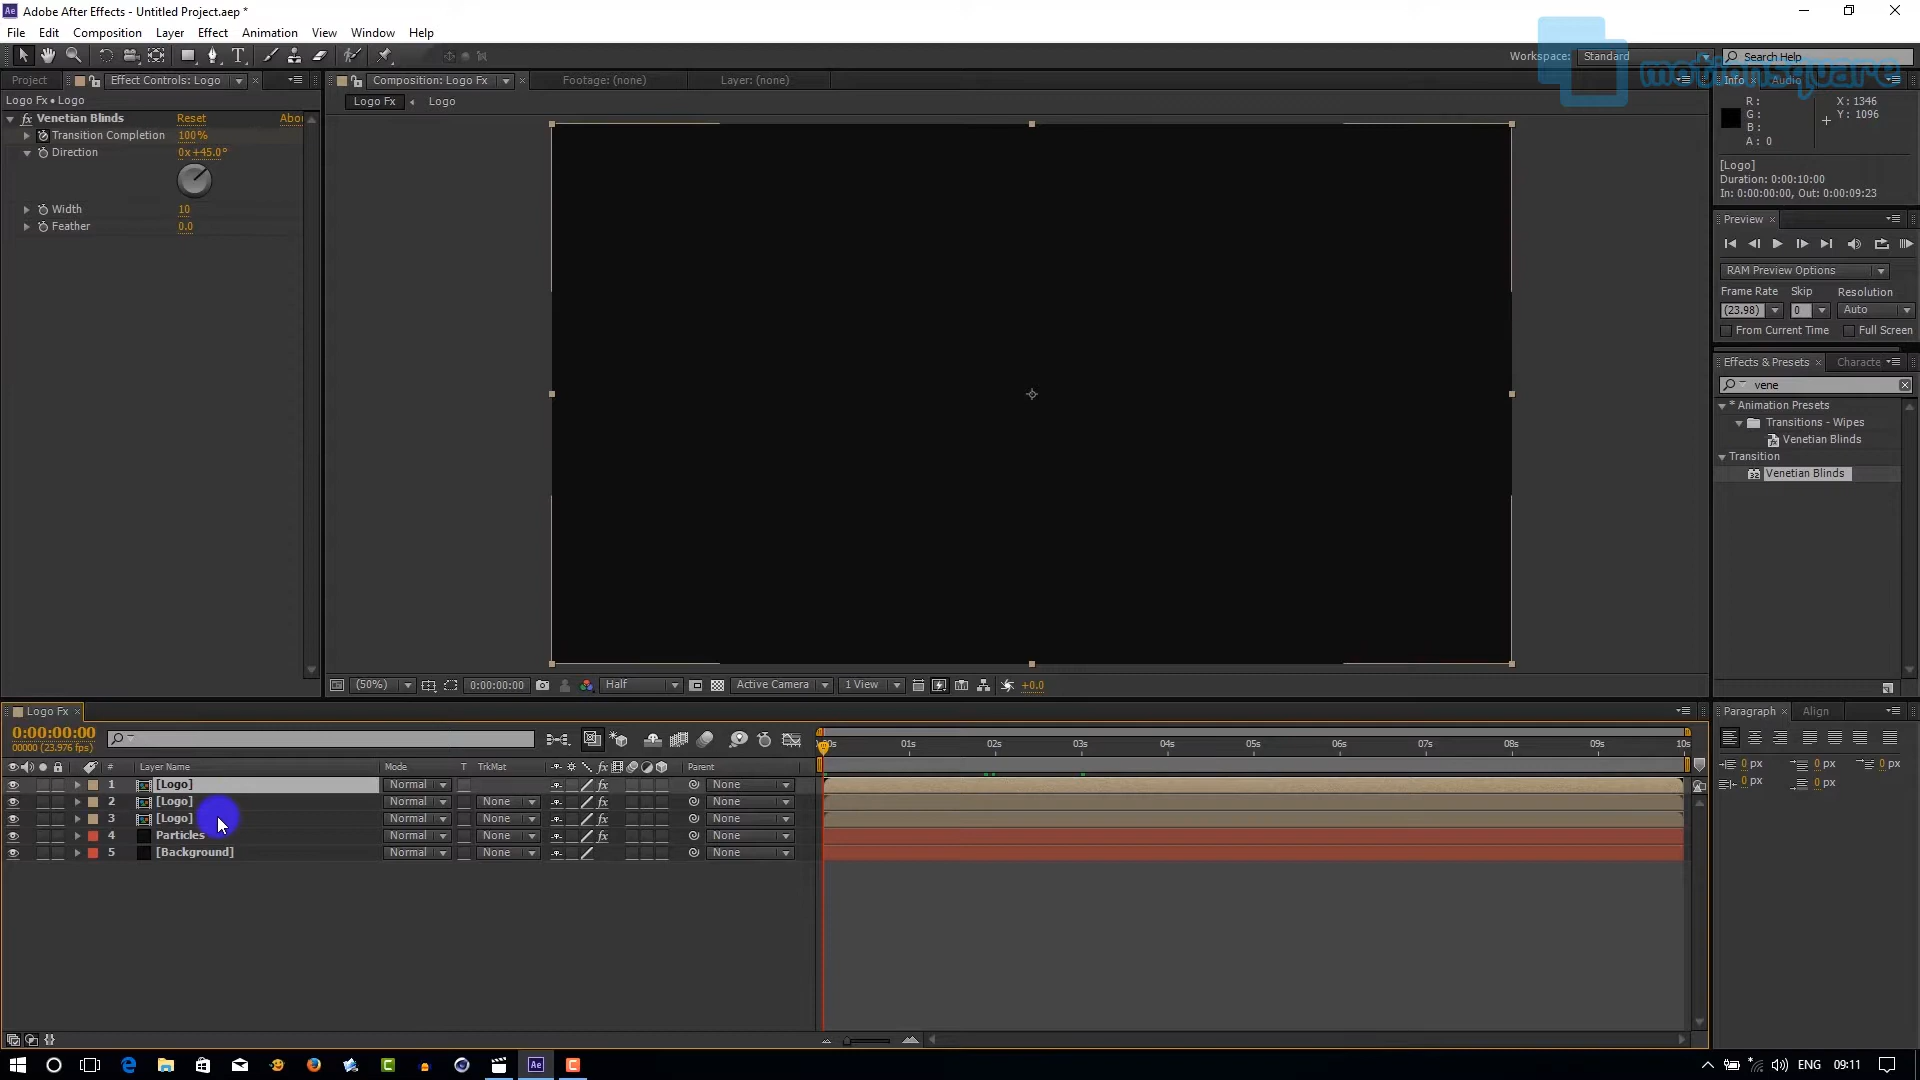 Adobe After Effects - Untitled Project.aep *
File Edit Composition Layer Effect Animation View Window Help
Workspace: Standard
Search Help
motionsquare
Project Effect Controls: Logo
Composition: Logo Fx Footage: (none) Layer: (none)
Info Audio
Logo Fx • Logo
Logo Fx Logo
fx Venetian Blinds Reset Abou
Transition Completion 100%
Direction 0x+45.0°
Width 10
Feather 0.0
R: X: 1346
G: Y: 1096
B:
A: 0
[Logo]
Duration: 0:00:10:00
In: 0:00:00:00, Out: 0:00:09:23
Preview
RAM Preview Options
Frame Rate Skip Resolution
(23.98) 0 Auto
From Current Time Full Screen
Effects & Presets Characte
vene
* Animation Presets
Transitions - Wipes
Venetian Blinds
Transition
Venetian Blinds
(50%) 0:00:00:00 Half Active Camera 1 View +0.0
Logo Fx
0:00:00:00
00000 (23.976 fps)
# Layer Name Mode T TrkMat Parent
1 [Logo] Normal None
2 [Logo] Normal None None
3 [Logo] Normal None None
4 Particles Normal None None
5 [Background] Normal None None
01s 02s 03s 04s 05s 06s 07s 08s 09s 10s
Paragraph Align
0 px 0 px 0 px
0 px 0 px
ENG 09:11